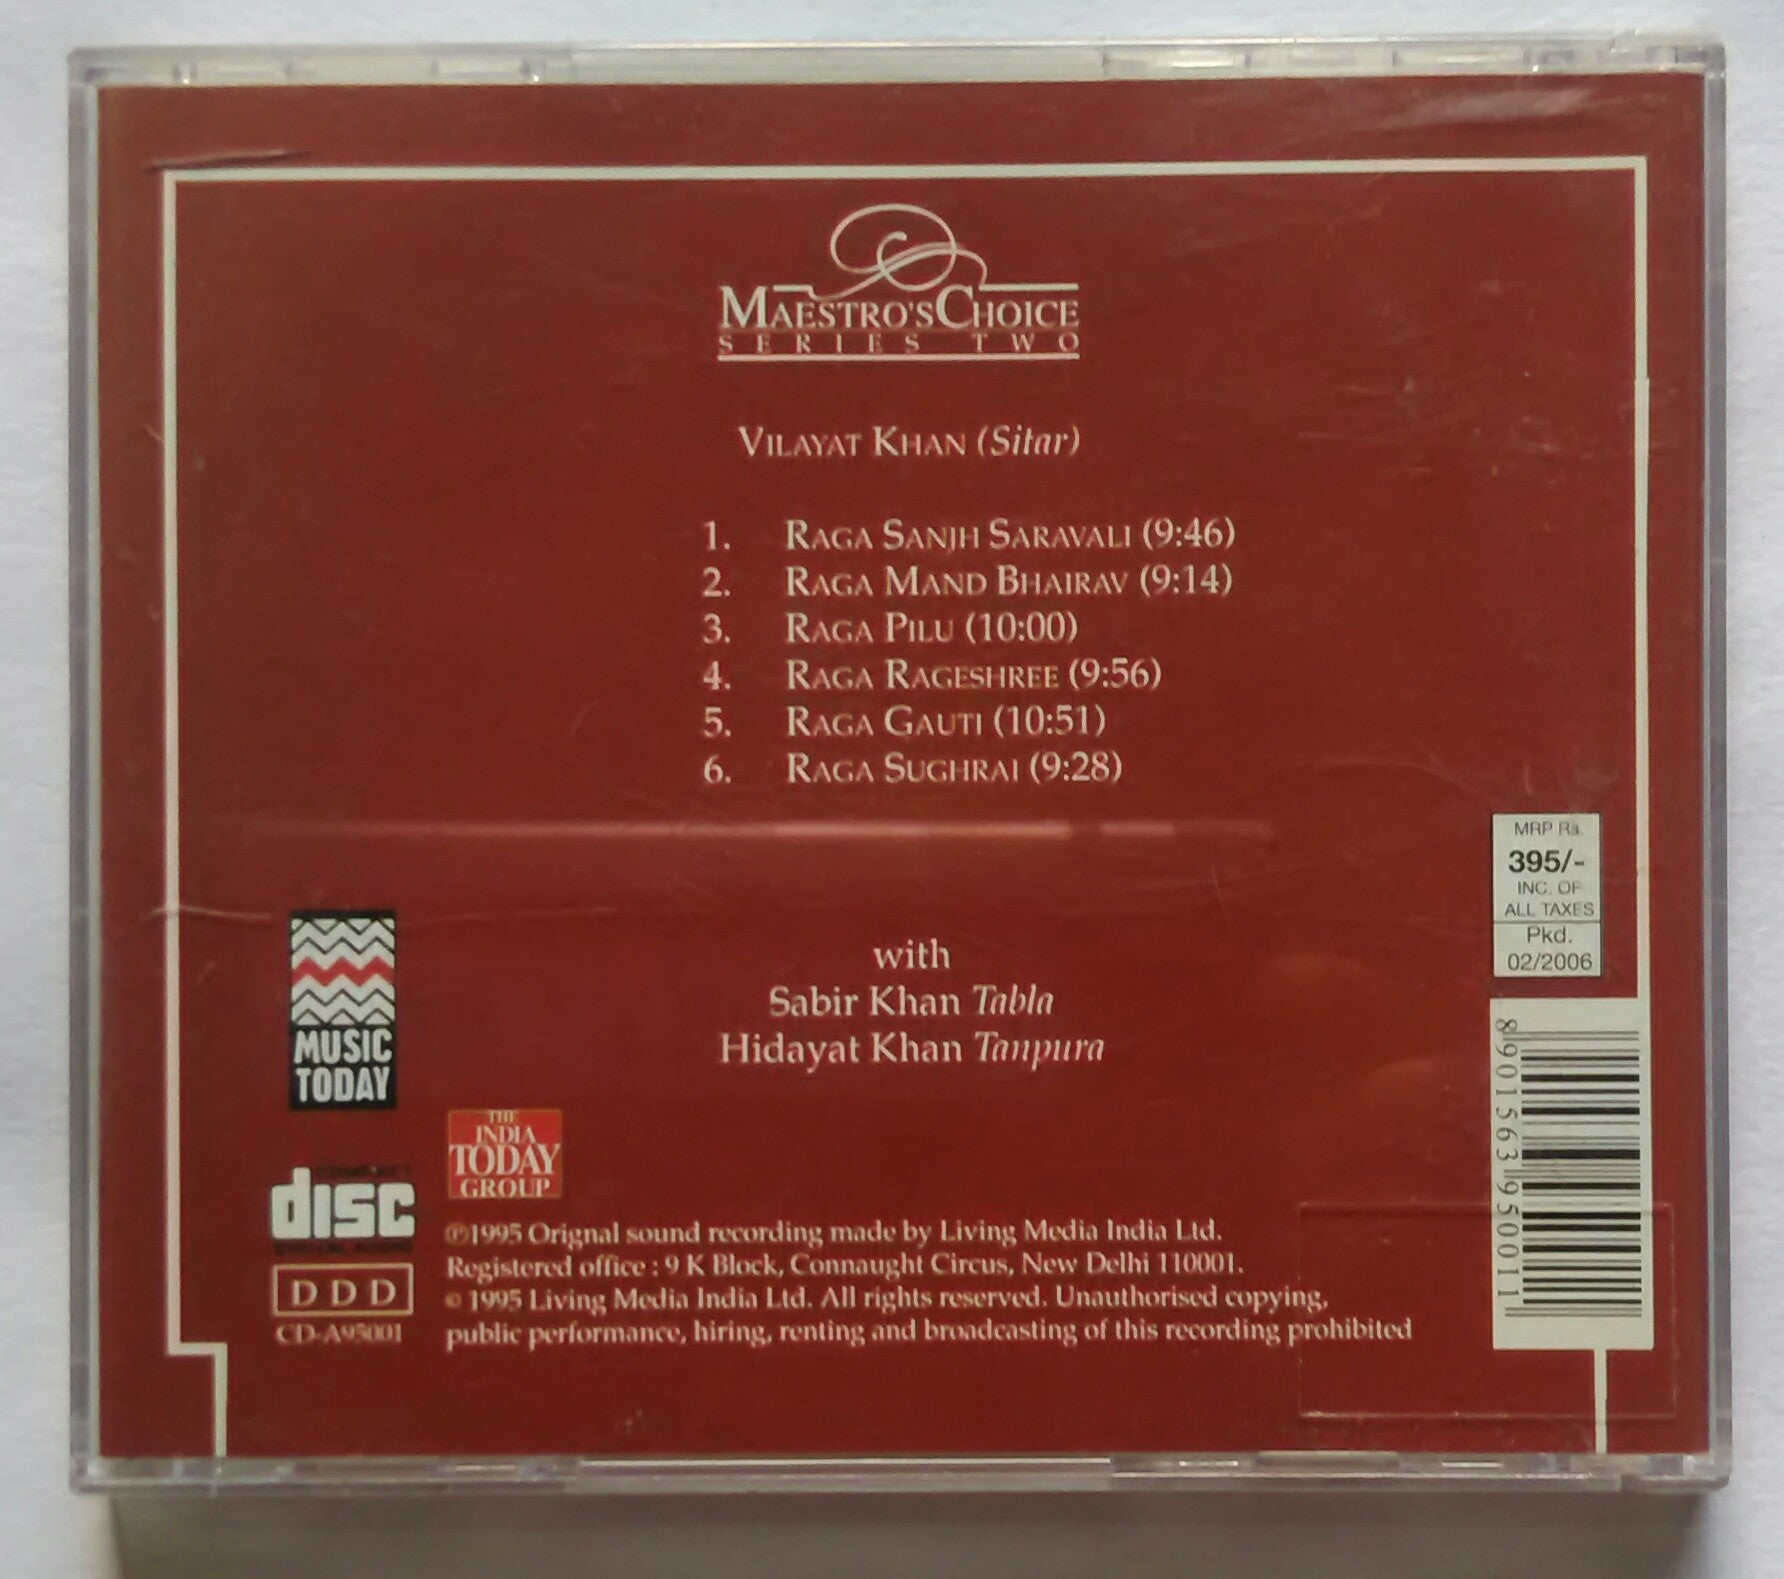 MAESTRO'S CHOICE
SERIES TWO
VILAYAT KHAN (Sitar)
1. RAGA SANJH SARAVALI (9:46)
2. RAGA MAND BHAIRAV (9:14)
3. RAGA PILU (10:00)
4. RAGA RAGESHREE (9:56)
5. RAGA GAUTI (10:51)
6. RAGA SUGHRAI (9:28)
with
Sabir Khan Tabla
Hidayat Khan Tanpura
MRP Rs.
395/-
INC. OF
ALL TAXES
Pkd.
02/2006
8901563950011
MUSIC
TODAY
THE
INDIA
TODAY
GROUP
COMPACT
disc
DIGITAL AUDIO
DDD
CD-A95001
℗1995 Orignal sound recording made by Living Media India Ltd.
Registered office : 9 K Block, Connaught Circus, New Delhi 110001.
© 1995 Living Media India Ltd. All rights reserved. Unauthorised copying,
public performance, hiring, renting and broadcasting of this recording prohibited